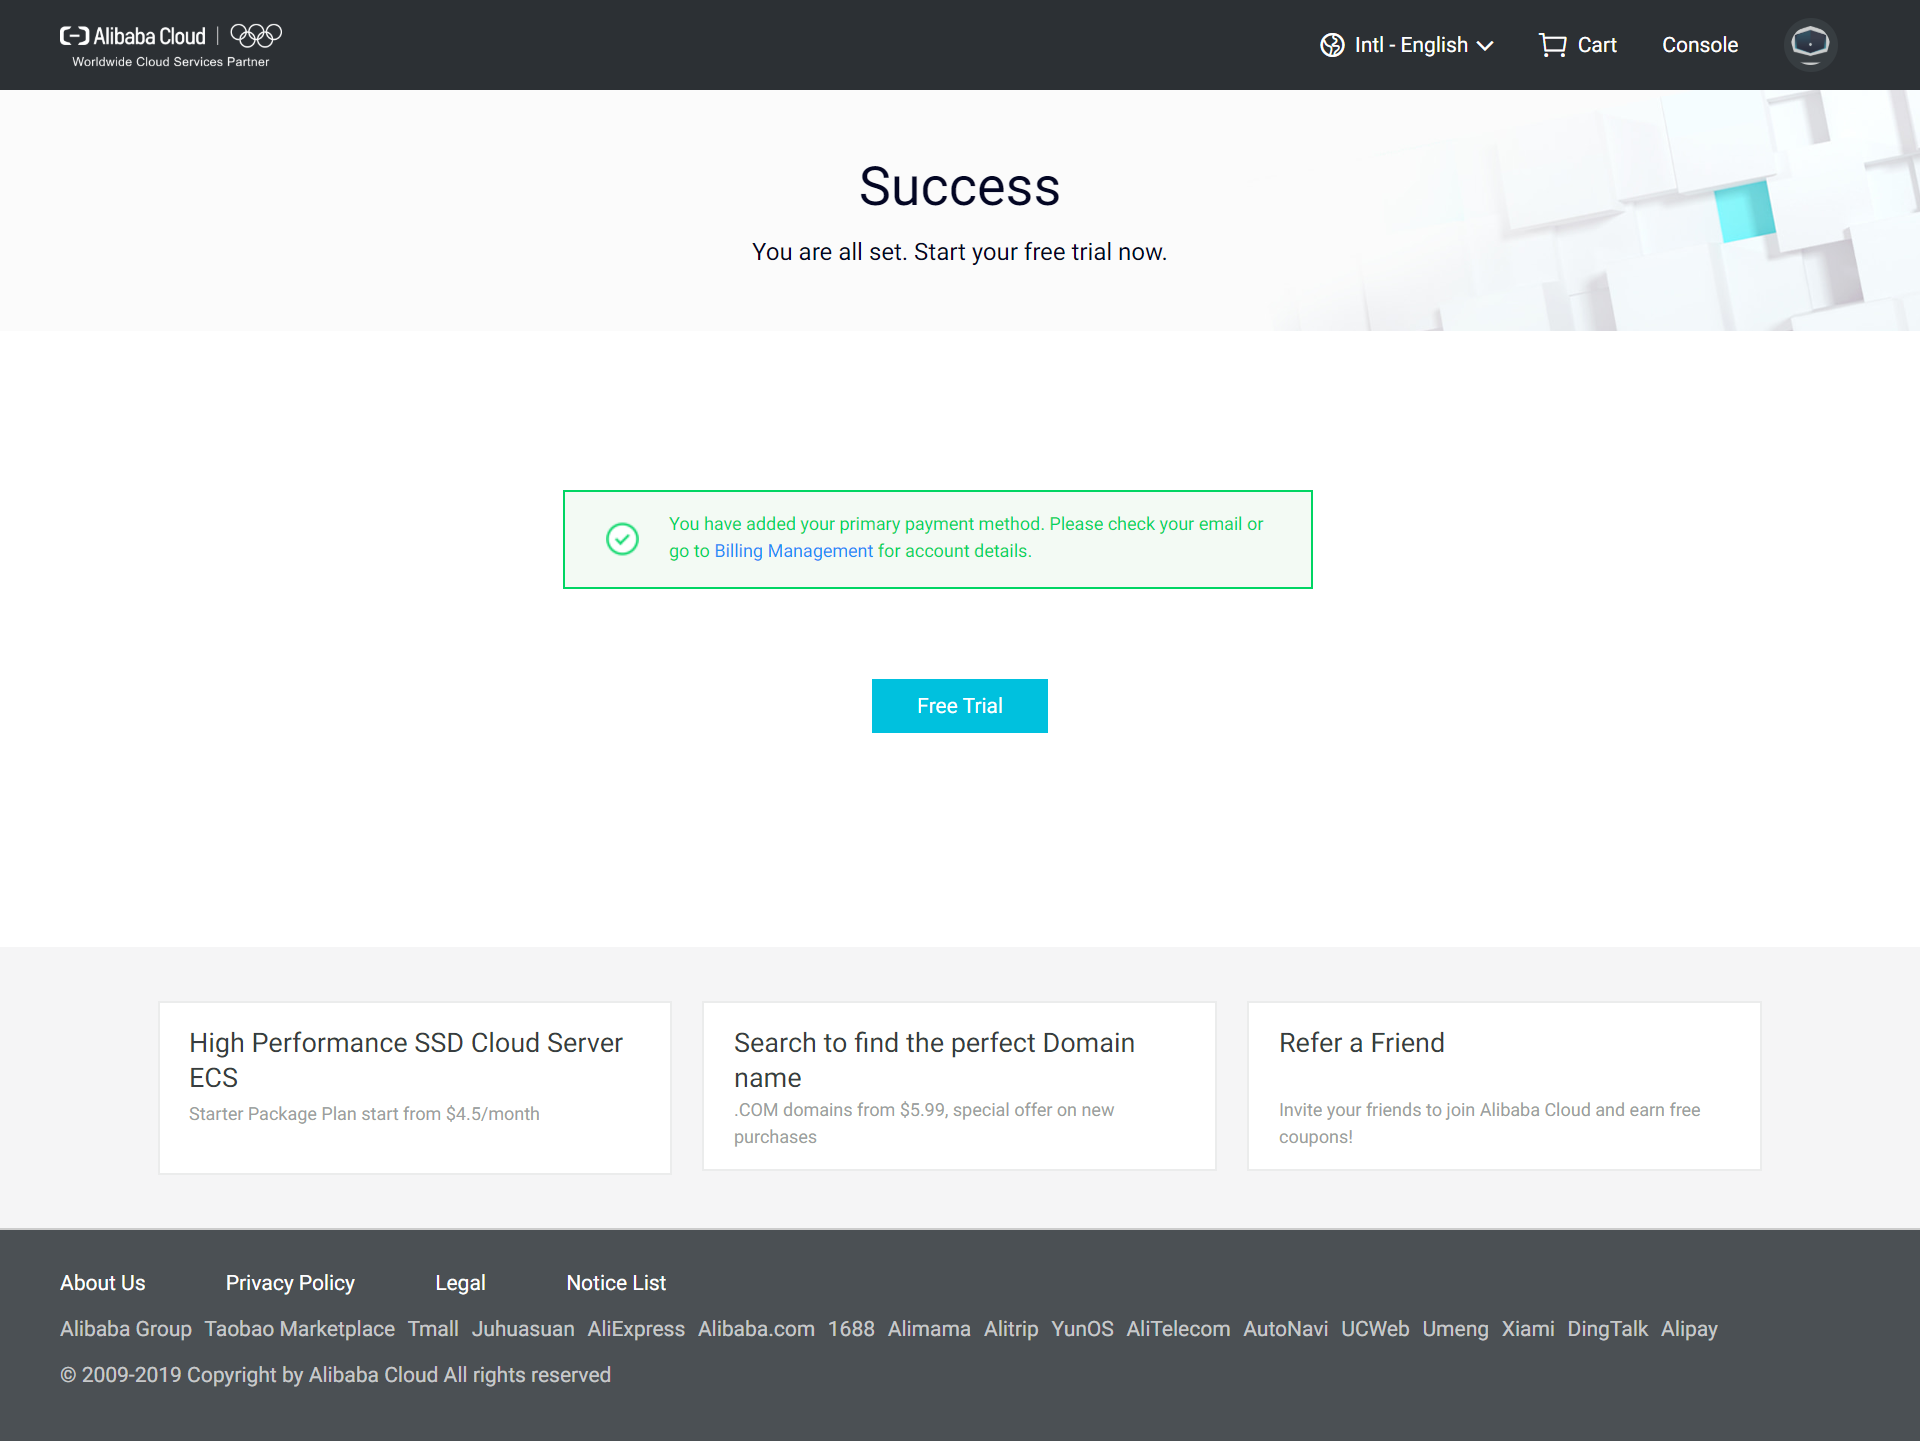 Alibaba Cloud
Worldwide Cloud Services Partner
Intl - English
Cart
Console
Success
You are all set. Start your free trial now.
You have added your primary payment method. Please check your email or
go to Billing Management for account details.
Free Trial
High Performance SSD Cloud Server
ECS
Starter Package Plan start from $4.5/month
Search to find the perfect Domain
name
.COM domains from $5.99, special offer on new
purchases
Refer a Friend
Invite your friends to join Alibaba Cloud and earn free
coupons!
About Us Privacy Policy Legal Notice List
Alibaba Group Taobao Marketplace Tmall Juhuasuan AliExpress Alibaba.com 1688 Alimama Alitrip YunOS AliTelecom AutoNavi UCWeb Umeng Xiami DingTalk Alipay
© 2009-2019 Copyright by Alibaba Cloud All rights reserved